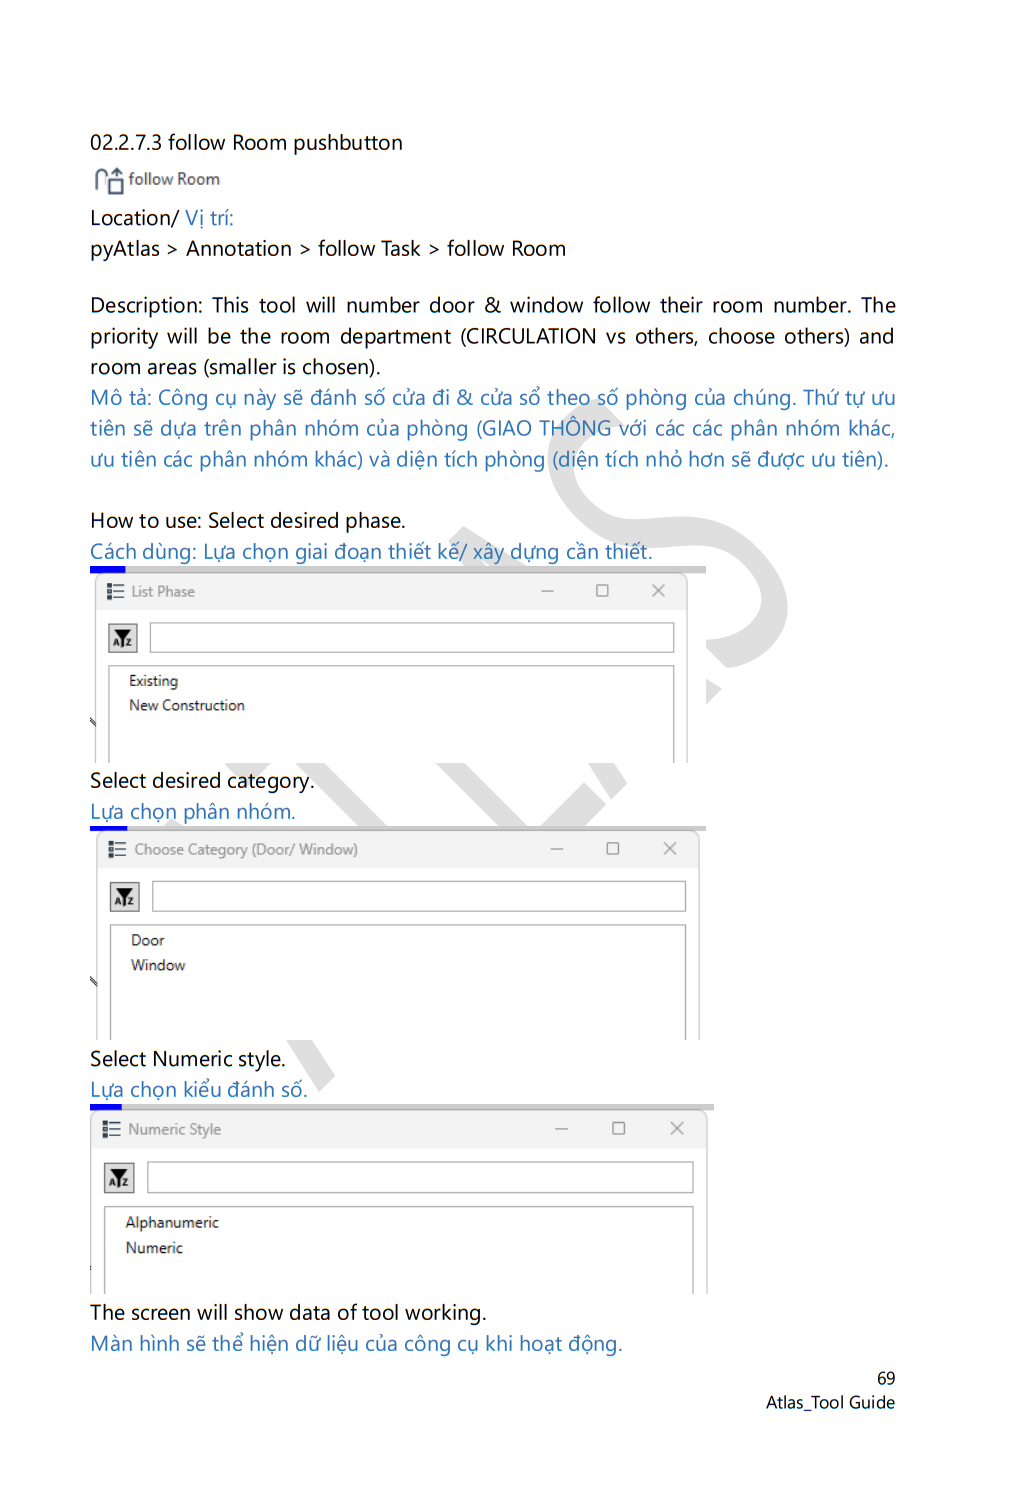 02.2.7.3 follow Room pushbutton
follow Room
Location/ Vị trí:
pyAtlas > Annotation > follow Task > follow Room
Description: This tool will number door & window follow their room number. The
priority will be the room department (CIRCULATION vs others, choose others) and
room areas (smaller is chosen).
Mô tả: Công cụ này sẽ đánh số cửa đi & cửa sổ theo số phòng của chúng. Thứ tự ưu
tiên sẽ dựa trên phân nhóm của phòng (GIAO THÔNG với các các phân nhóm khác,
ưu tiên các phân nhóm khác) và diện tích phòng (diện tích nhỏ hơn sẽ được ưu tiên).
How to use: Select desired phase.
Cách dùng: Lựa chọn giai đoạn thiết kế/ xây dựng cần thiết.
List Phase
Existing
New Construction
Select desired category.
Lựa chọn phân nhóm.
Choose Category (Door/ Window)
Door
Window
Select Numeric style.
Lựa chọn kiểu đánh số.
Numeric Style
Alphanumeric
Numeric
The screen will show data of tool working.
Màn hình sẽ thể hiện dữ liệu của công cụ khi hoạt động.
69
Atlas_Tool Guide